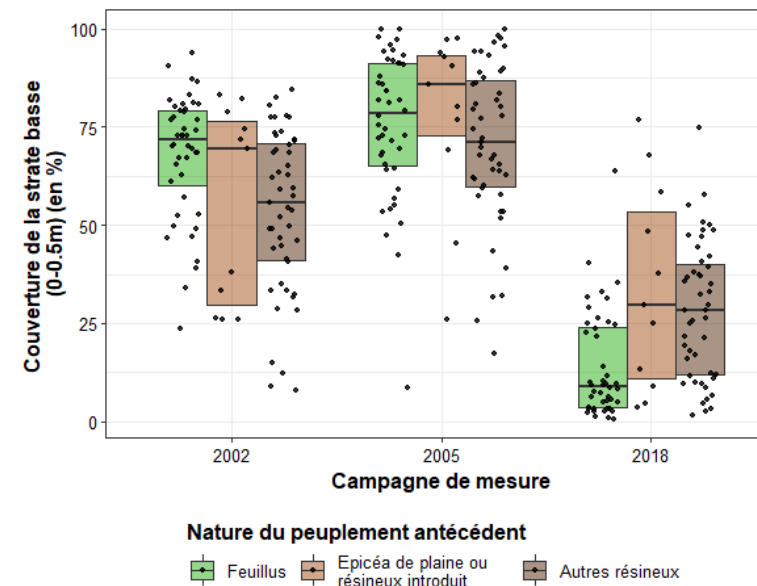 100
75
50
25
0
Couverture de la strate basse
(0-0.5m) (en %)
2002
2005
2018
Campagne de mesure
Nature du peuplement antécédent
Feuillus
Epicéa de plaine ou
résineux introduit
Autres résineux